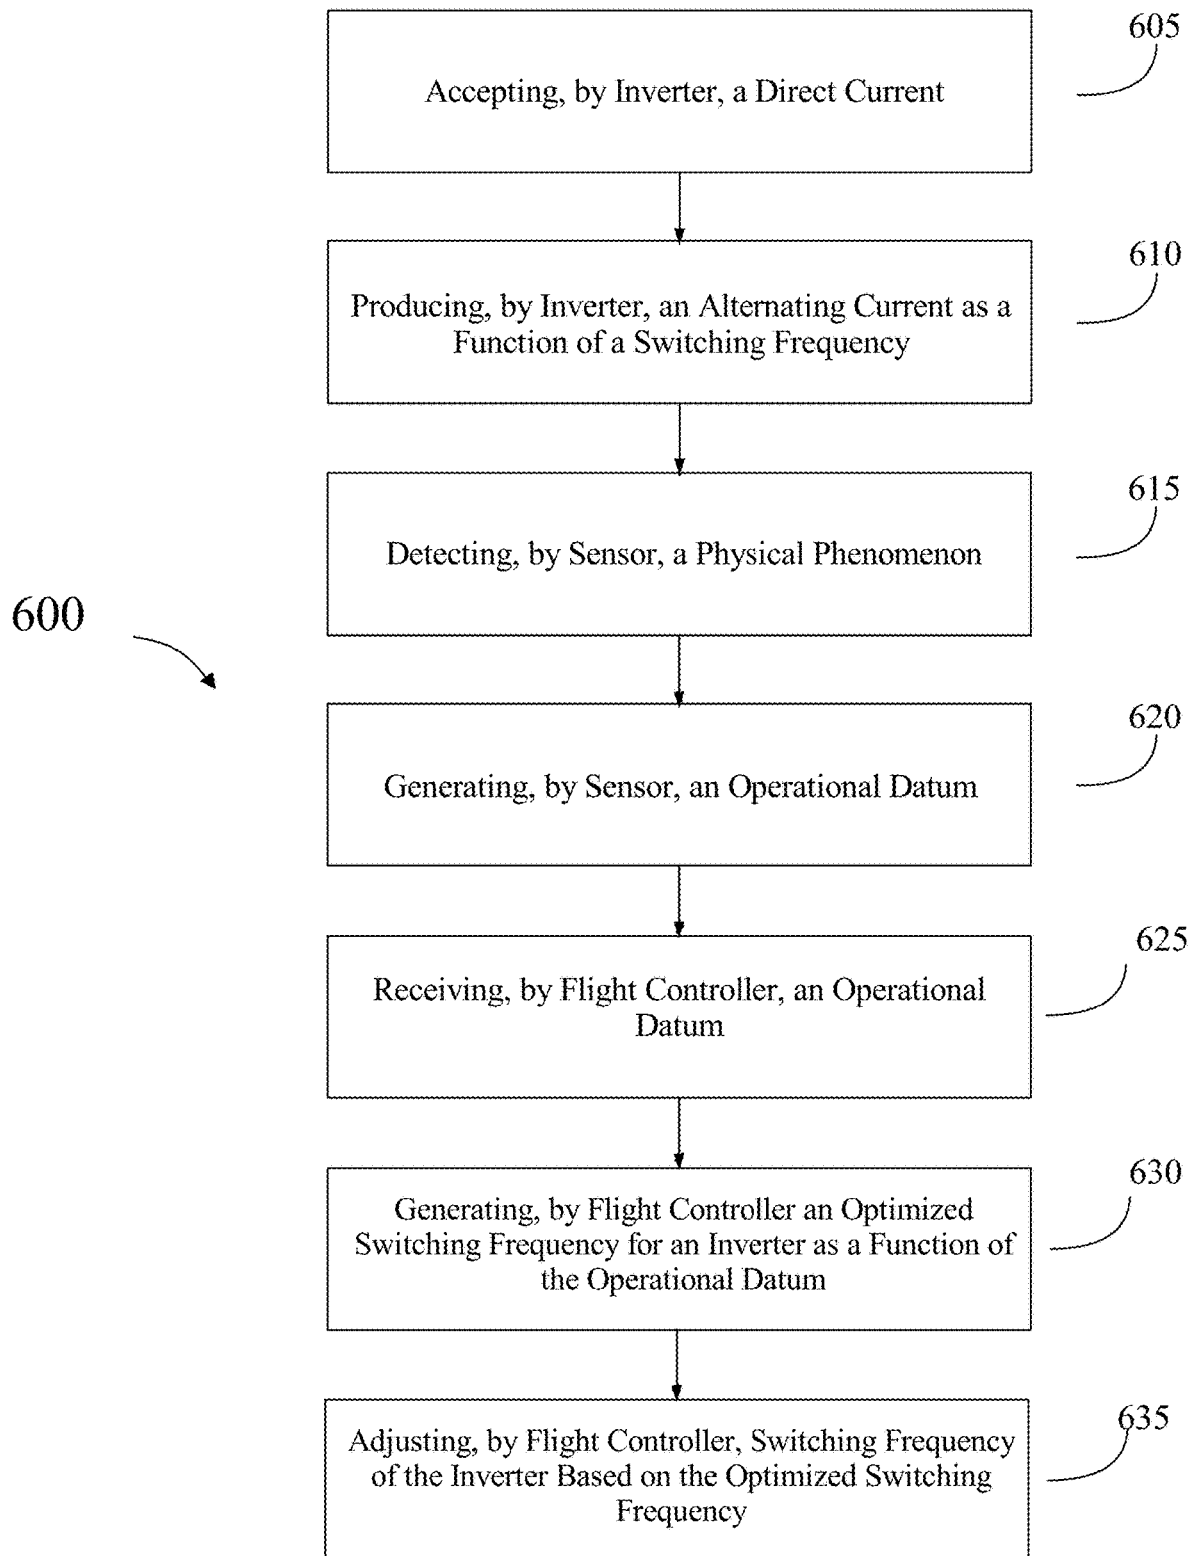 605
Accepting, by Inverter, a Direct Current
610
Producing, by Inverter, an Alternating Current as a
Function of a Switching Frequency
615
Detecting, by Sensor, a Physical Phenomenon
600
620
Generating, by Sensor, an Operational Datum
625
Receiving, by Flight Controller, an Operational
Datum
630
Generating, by Flight Controller an Optimized
Switching Frequency for an Inverter as a Function of
the Operational Datum
635
Adjusting, by Flight Controller, Switching Frequency
of the Inverter Based on the Optimized Switching
Frequency